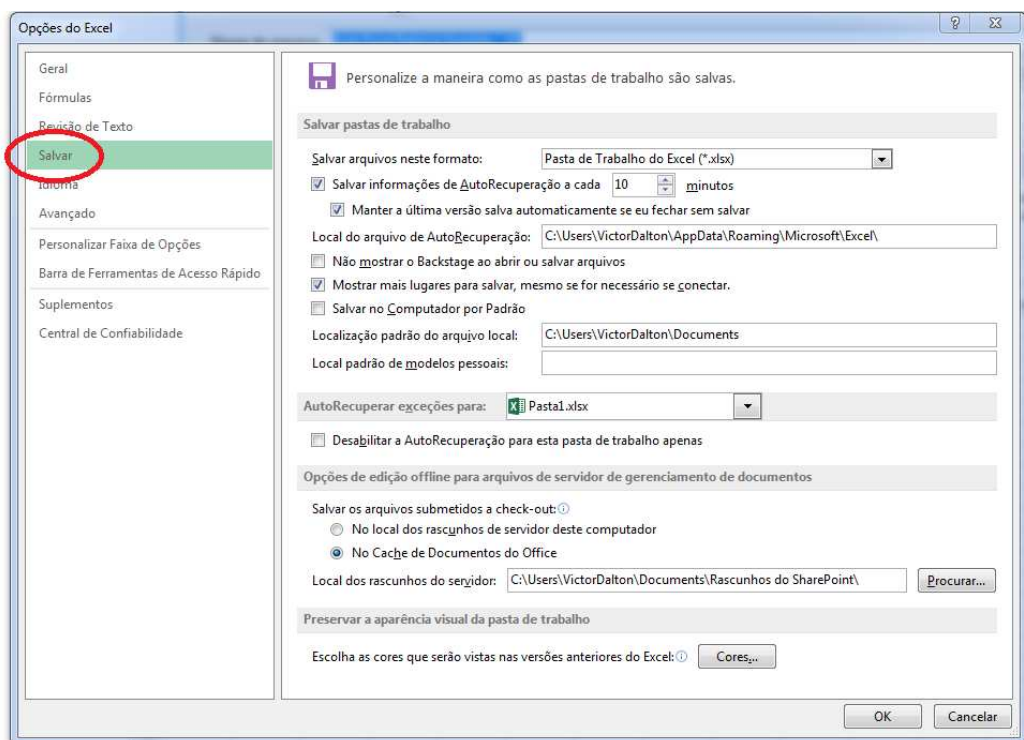 Opções do Excel
Geral
Fórmulas
Revisão de Texto
Salvar
Idioma
Avançado
Personalizar Faixa de Opções
Barra de Ferramentas de Acesso Rápido
Suplementos
Central de Confiabilidade
Personalize a maneira como as pastas de trabalho são salvas.
Salvar pastas de trabalho
Salvar arquivos neste formato: Pasta de Trabalho do Excel (*.xlsx)
Salvar informações de AutoRecuperação a cada 10 minutos
Manter a última versão salva automaticamente se eu fechar sem salvar
Local do arquivo de AutoRecuperação: C:\Users\VictorDalton\AppData\Roaming\Microsoft\Excel\
Não mostrar o Backstage ao abrir ou salvar arquivos
Mostrar mais lugares para salvar, mesmo se for necessário se conectar.
Salvar no Computador por Padrão
Localização padrão do arquivo local: C:\Users\VictorDalton\Documents
Local padrão de modelos pessoais:
AutoRecuperar exceções para: Pasta1.xlsx
Desabilitar a AutoRecuperação para esta pasta de trabalho apenas
Opções de edição offline para arquivos de servidor de gerenciamento de documentos
Salvar os arquivos submetidos a check-out:
No local dos rascunhos de servidor deste computador
No Cache de Documentos do Office
Local dos rascunhos do servidor: C:\Users\VictorDalton\Documents\Rascunhos do SharePoint\ Procurar...
Preservar a aparência visual da pasta de trabalho
Escolha as cores que serão vistas nas versões anteriores do Excel: Cores...
OK Cancelar